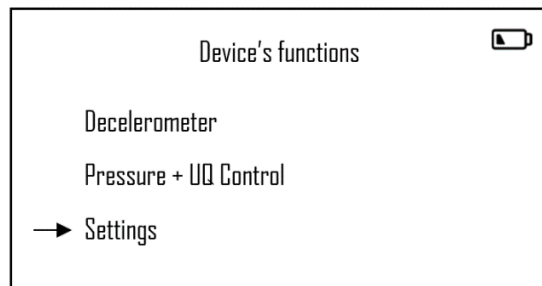 Device's functions
Decelerometer
Pressure + UQ Control
Settings